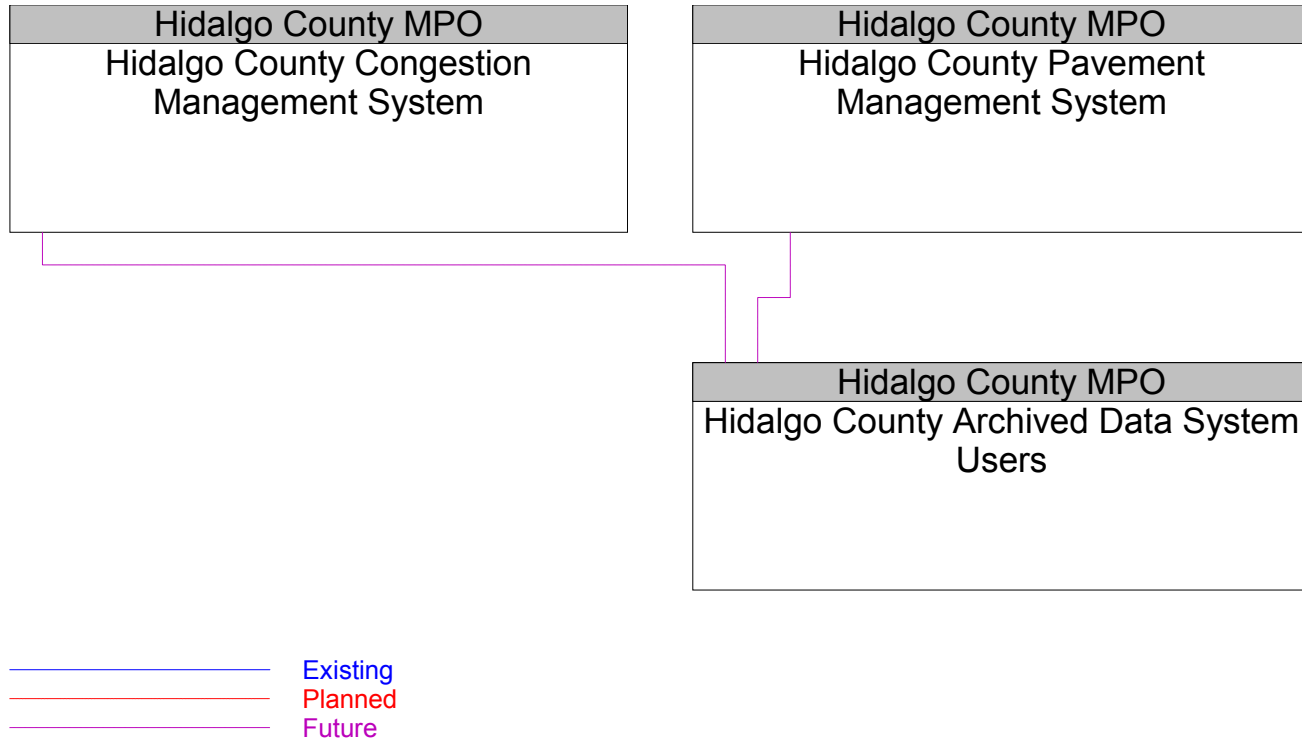 Hidalgo County MPO
Hidalgo County Congestion
Management System
Hidalgo County MPO
Hidalgo County Pavement
Management System
Hidalgo County MPO
Hidalgo County Archived Data System
Users
Existing
Planned
Future